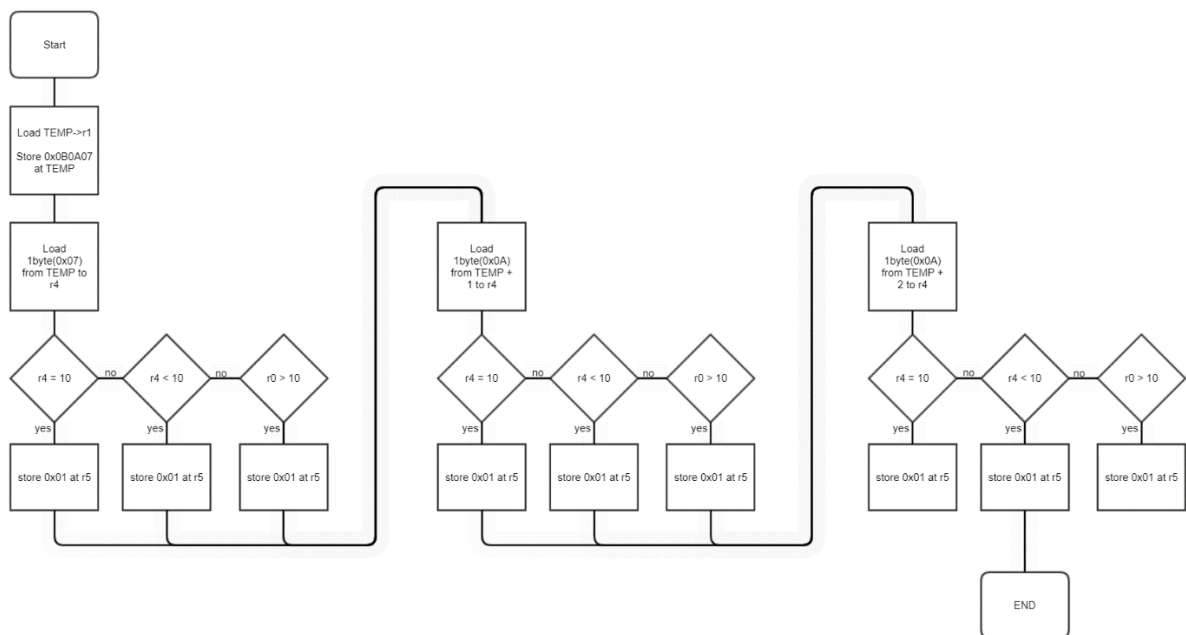 Start
Load TEMP->r1
Store 0x0B0A07
at TEMP
Load
1byte(0x07)
from TEMP to
r4
r4 = 10
no
r4 < 10
no
r0 > 10
yes
yes
yes
store 0x01 at r5
store 0x01 at r5
store 0x01 at r5
Load
1byte(0x0A)
from TEMP +
1 to r4
r4 = 10
no
r4 < 10
no
r0 > 10
yes
yes
yes
store 0x01 at r5
store 0x01 at r5
store 0x01 at r5
Load
1byte(0x0A)
from TEMP +
2 to r4
r4 = 10
no
r4 < 10
no
r0 > 10
yes
yes
yes
store 0x01 at r5
store 0x01 at r5
store 0x01 at r5
END